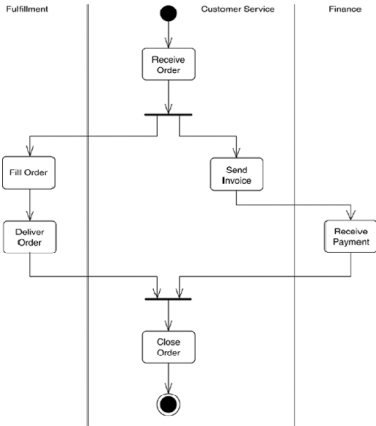 Fulfillment
Customer Service
Finance
Receive
Order
Fill Order
Send
Invoice
Deliver
Order
Receive
Payment
Close
Order